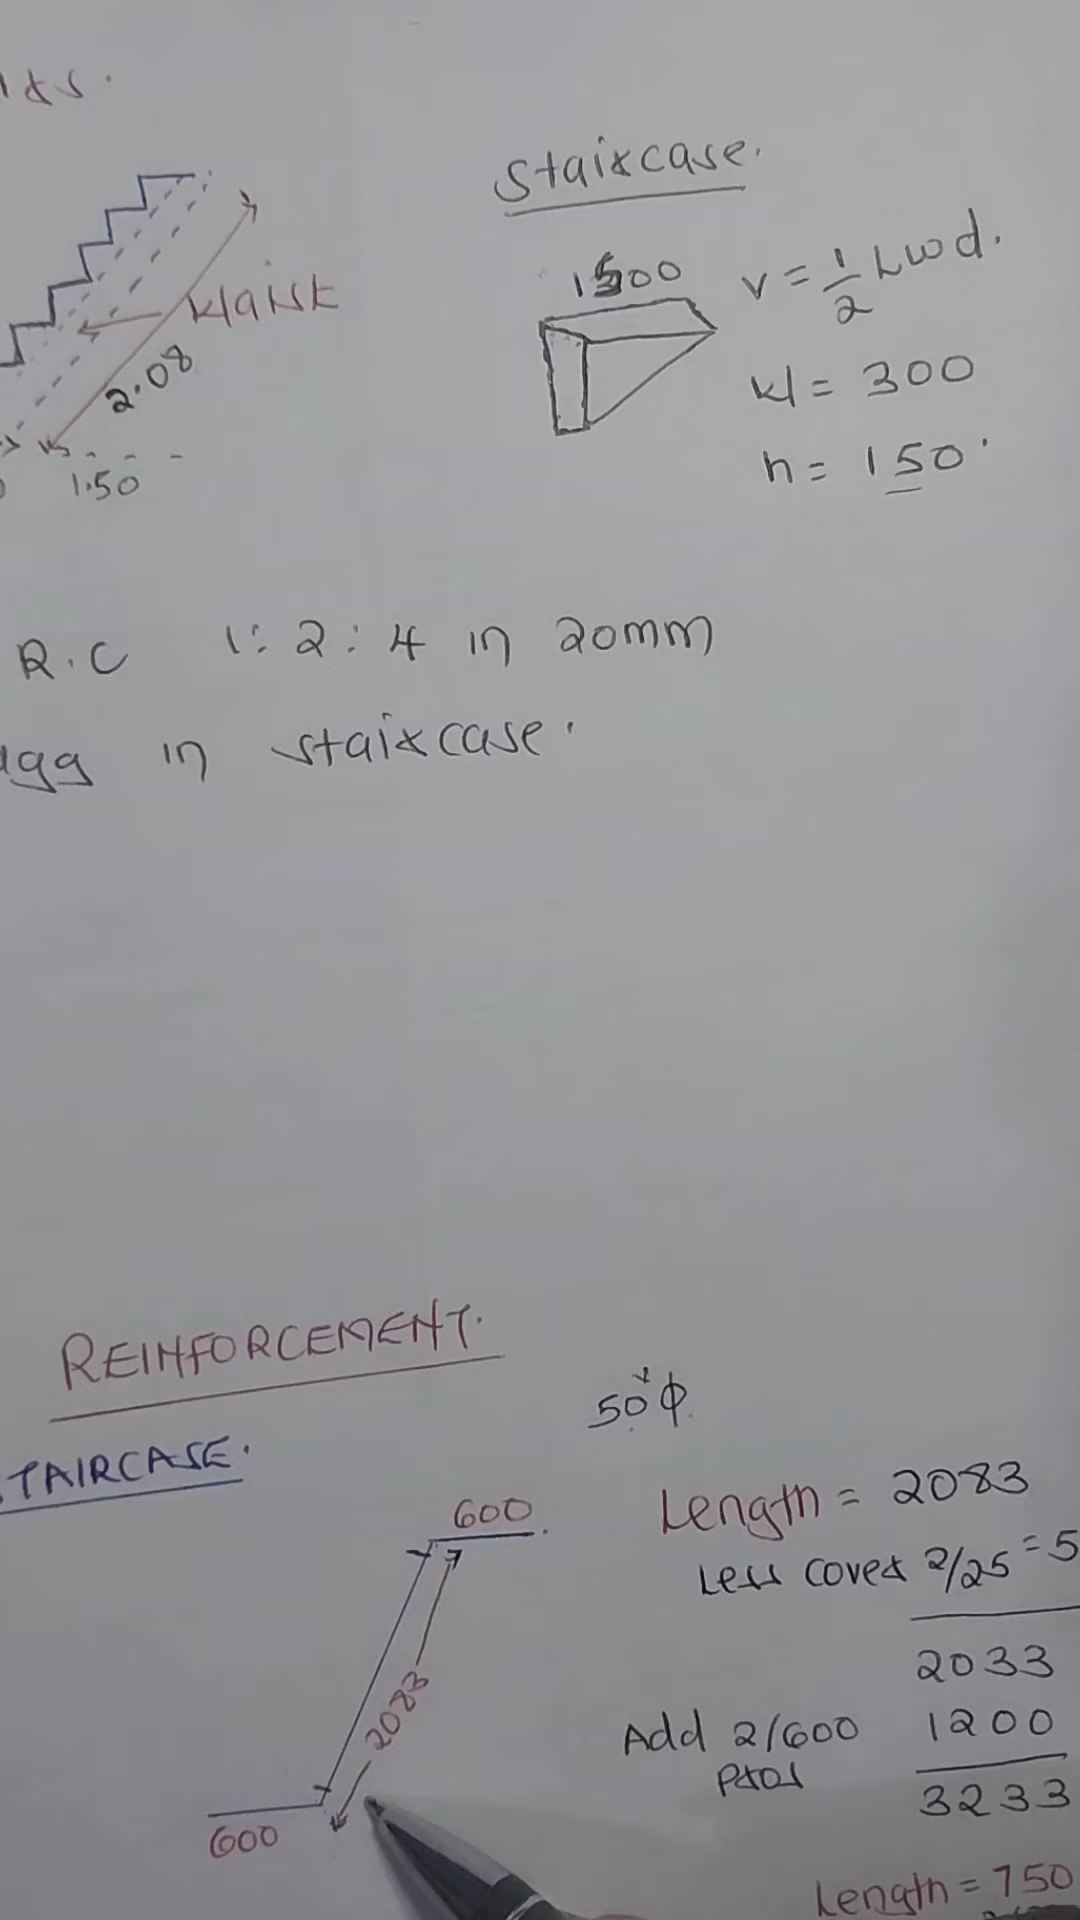 Staircase.
1500
V = 1/2 LWd.
Waist
2.08
W = 300
h = 150
1.50
R.C 1:2:4 in 20mm
agg in staircase.
REINFORCEMENT.
50 φ
TAIRCASE.
600
Length = 2083
Less cover 2/25 = 5
2033
2083
Add 2/600 1200
3233
600
Length = 750